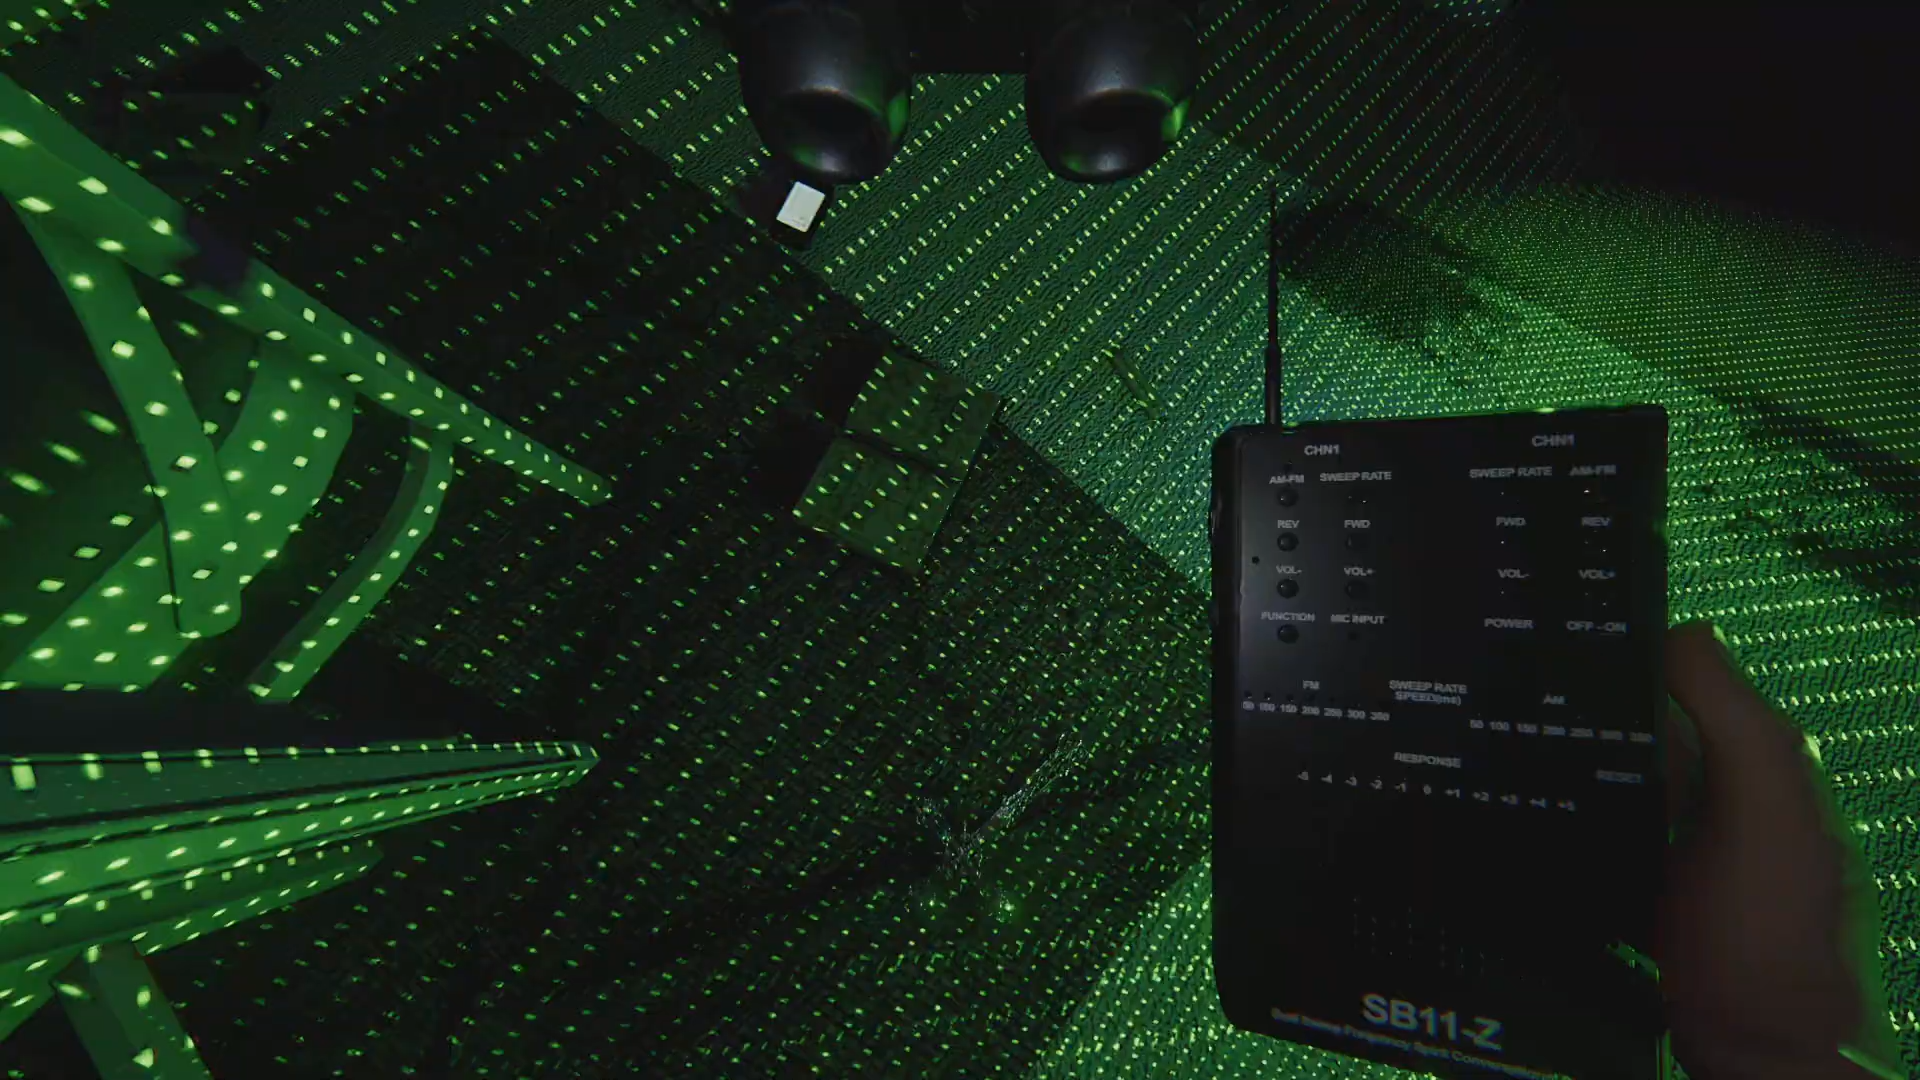 CHN1 CHN1
AM-FM SWEEP RATE SWEEP RATE AM-FM
REV FWD FWD REV
VOL- VOL+ VOL- VOL+
FUNCTION MIC INPUT POWER OFF - ON
FM SWEEP RATE AM
SPEED(ms)
50 100 150 200 250 300 350 50 100 150 200 250 300 350
RESPONSE RESET
-5 -4 -3 -2 -1 0 +1 +2 +3 +4 +5
SB11-Z
Frequency Spirit